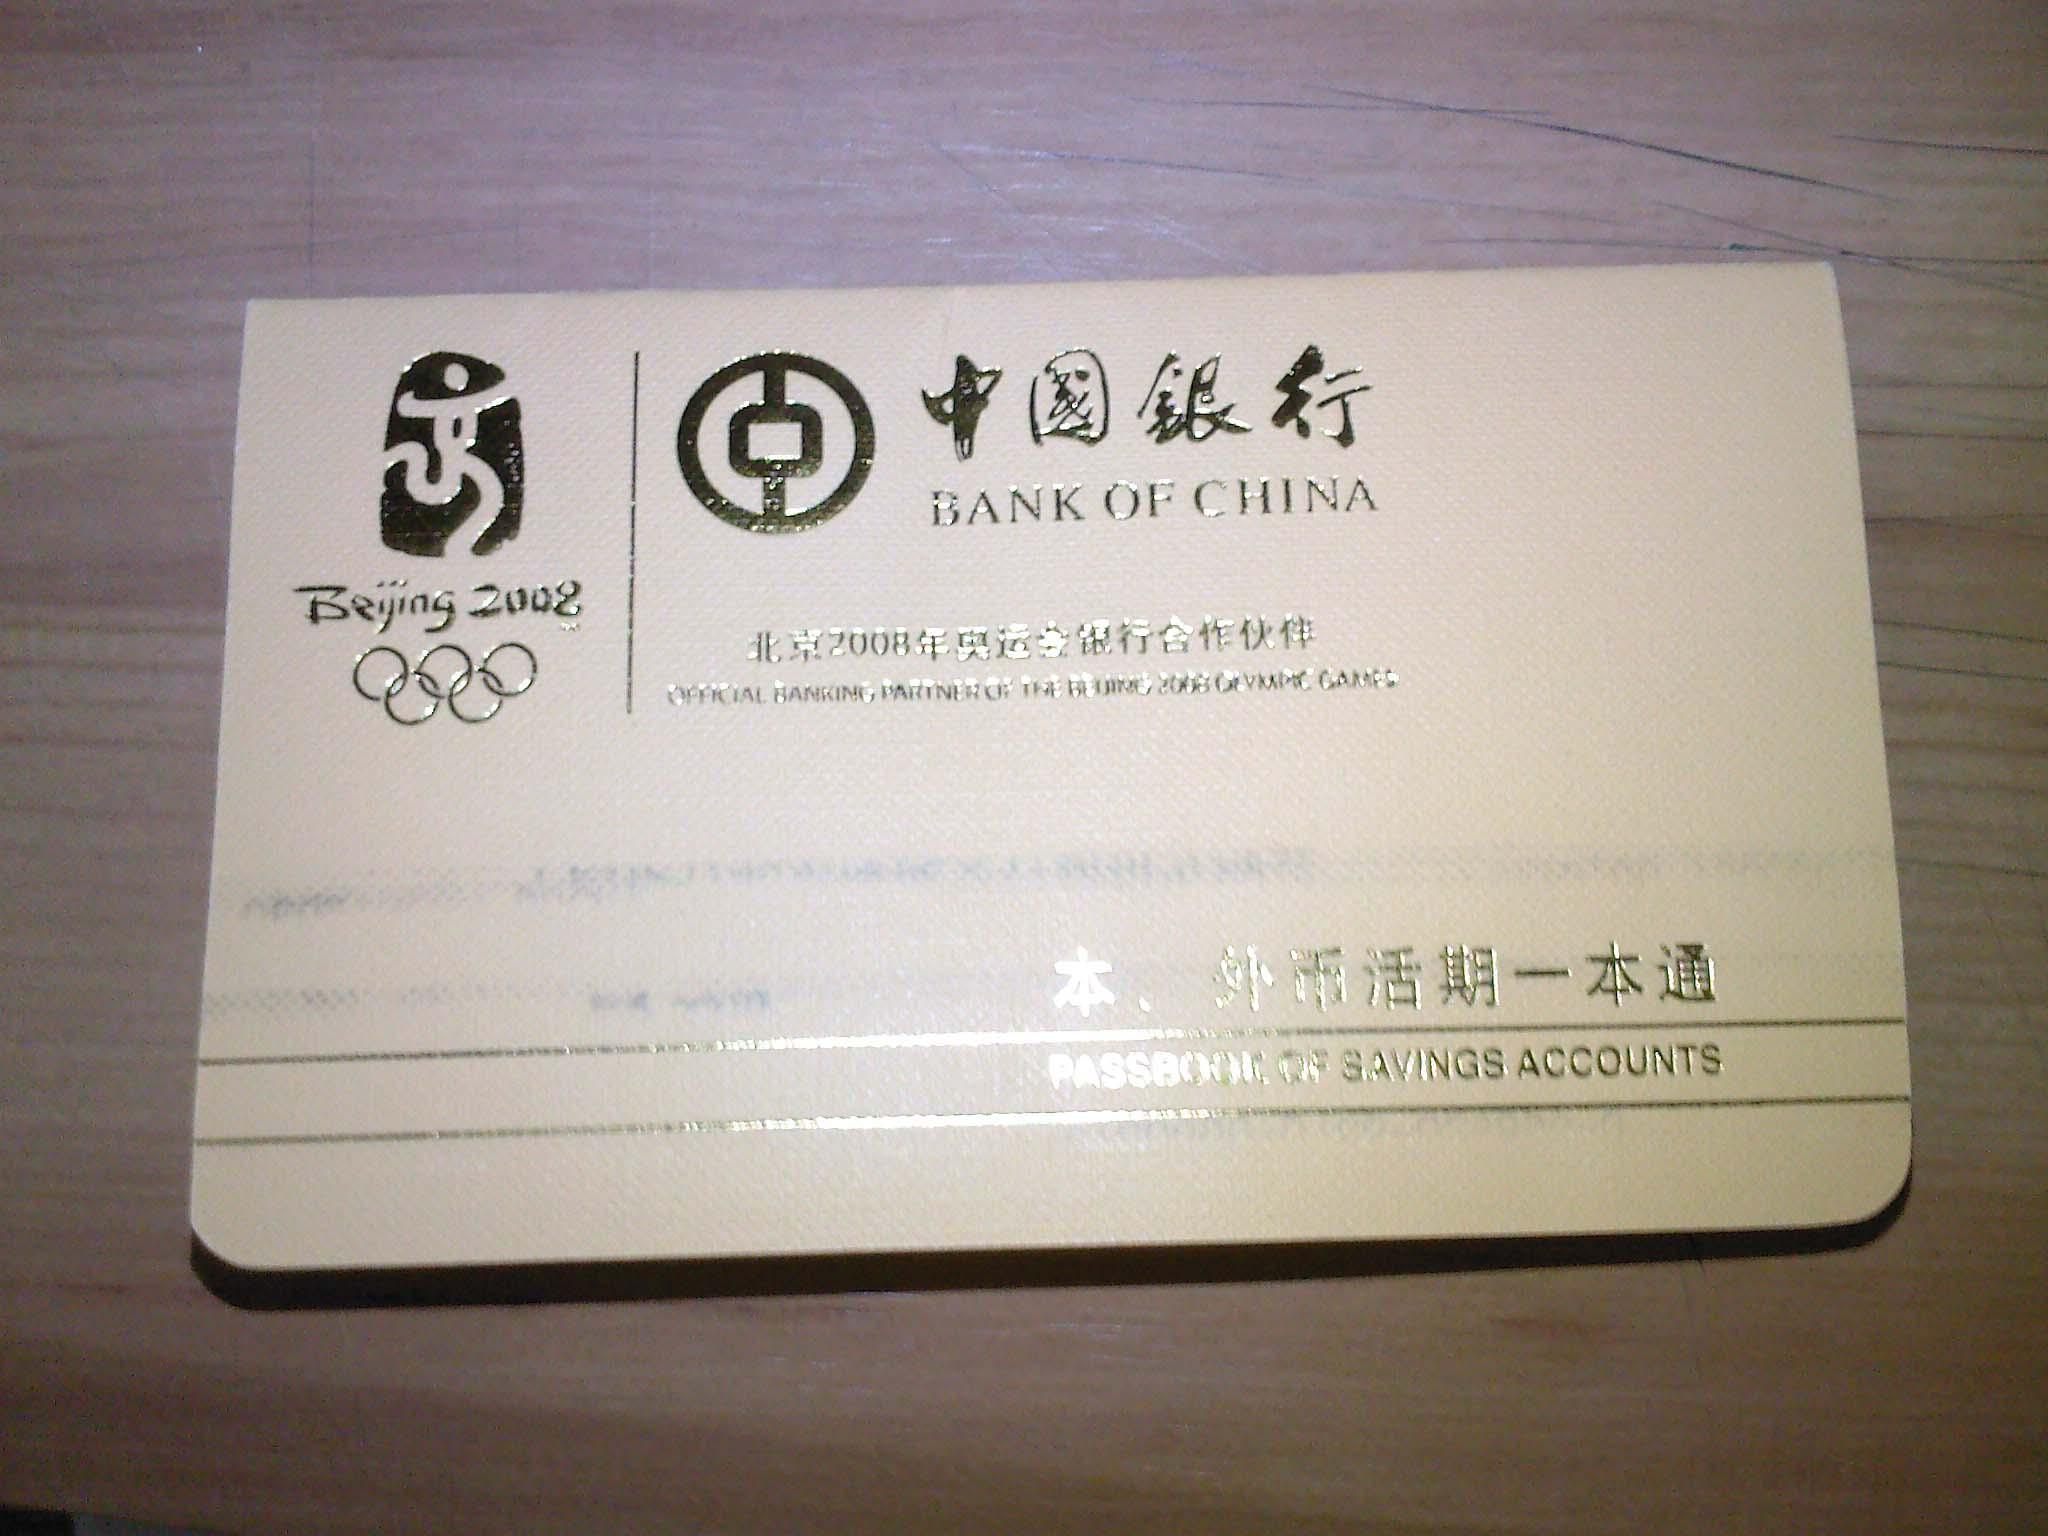 Beijing 2008
中國銀行
BANK OF CHINA
北京2008年奥运会银行合作伙伴
OFFICIAL BANKING PARTNER OF THE BEIJING 2008 OLYMPIC GAMES
本、外币活期一本通
PASSBOOK OF SAVINGS ACCOUNTS